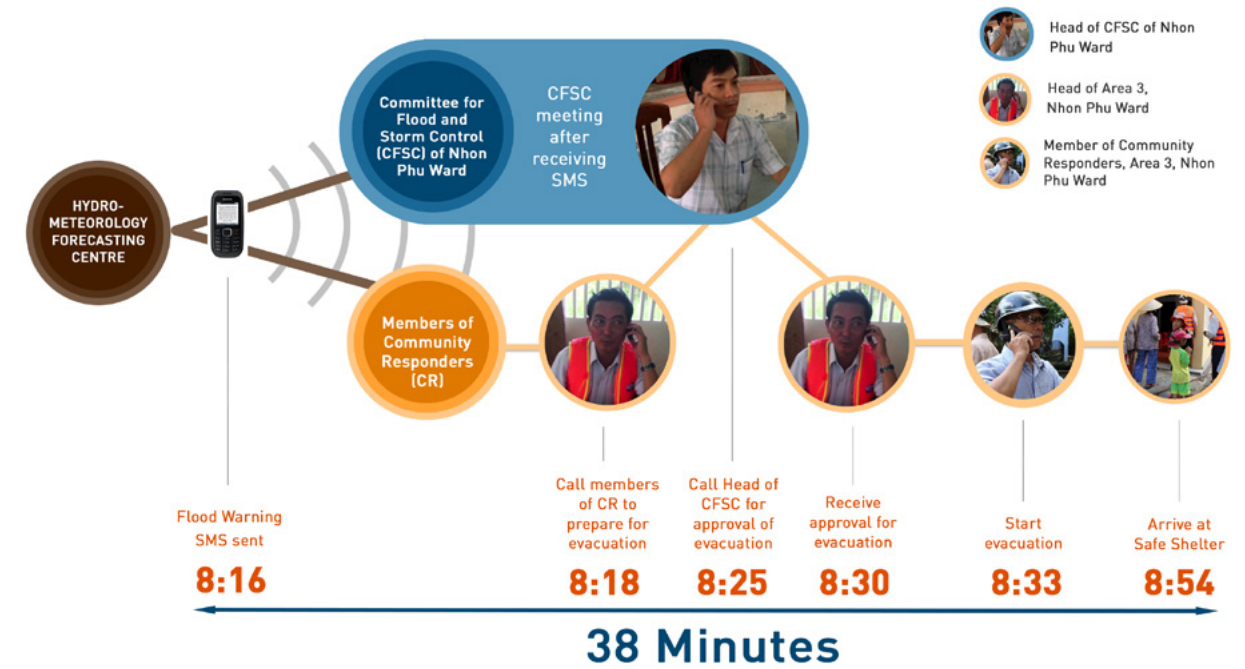 Head of CFSC of Nhon
Phu Ward
Head of Area 3,
Nhon Phu Ward
Member of Community
Responders, Area 3, Nhon
Phu Ward
HYDRO-
METEOROLOGY
FORECASTING
CENTRE
Committee for
Flood and
Storm Control
(CFSC) of Nhon
Phu Ward
CFSC
meeting
after
receiving
SMS
Members of
Community
Responders
(CR)
Flood Warning
SMS sent
8:16
Call members
of CR to
prepare for
evacuation
8:18
Call Head of
CFSC for
approval of
evacuation
8:25
Receive
approval for
evacuation
8:30
Start
evacuation
8:33
Arrive at
Safe Shelter
8:54
38 Minutes